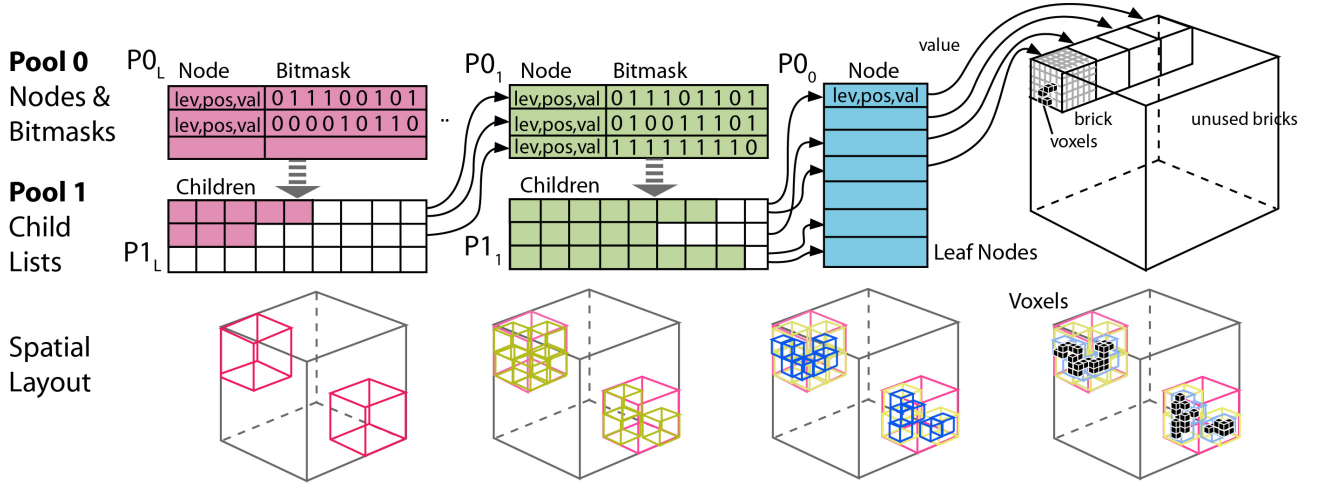 Pool 0
Nodes &
Bitmasks
P0L
Node Bitmask
lev,pos,val 0 1 1 1 0 0 1 0 1
lev,pos,val 0 0 0 0 1 0 1 1 0
..
P01
Node Bitmask
lev,pos,val 0 1 1 1 0 1 1 0 1
lev,pos,val 0 1 0 0 1 1 1 0 1
lev,pos,val 1 1 1 1 1 1 1 1 0
P00
Node
lev,pos,val
value
brick
voxels
unused bricks
Pool 1
Child
Lists
Children
P1L
Children
P11
Leaf Nodes
Spatial
Layout
Voxels